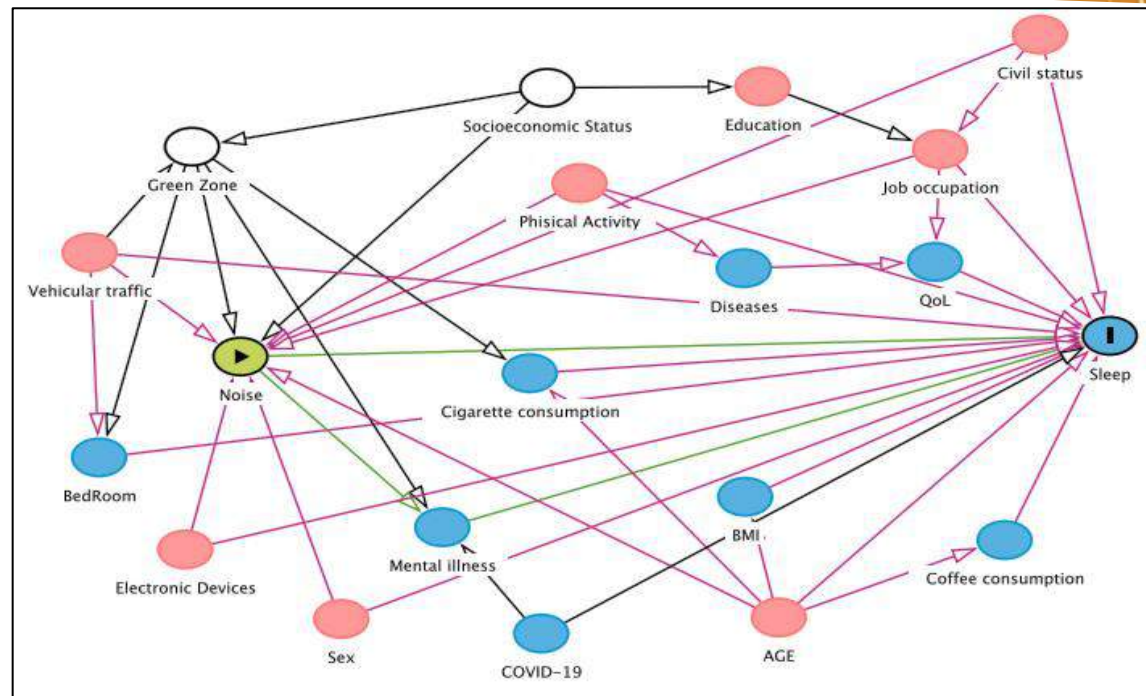 Civil status
Socioeconomic Status
Education
Green Zone
Job occupation
Phisical Activity
Vehicular traffic
Diseases
QoL
Sleep
Noise
Cigarette consumption
BedRoom
BMI
Mental illness
Coffee consumption
Electronic Devices
Sex
COVID-19
AGE